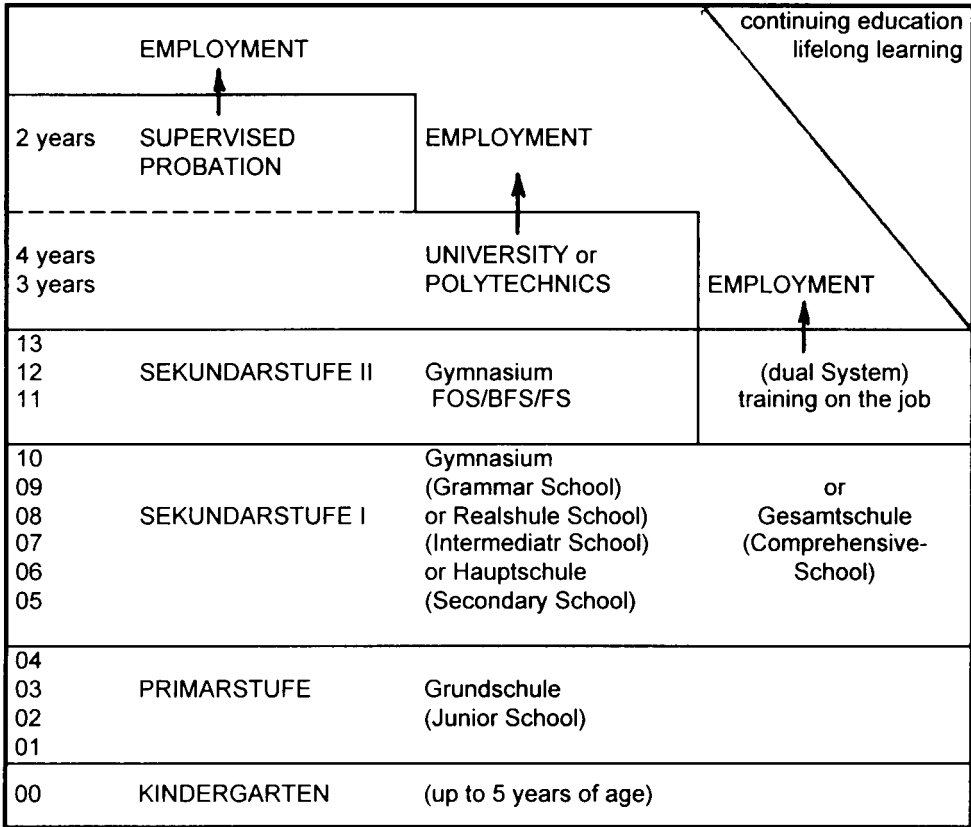 continuing education
lifelong learning
EMPLOYMENT
2 years SUPERVISED EMPLOYMENT
PROBATION
4 years UNIVERSITY or
3 years POLYTECHNICS EMPLOYMENT
13
12 SEKUNDARSTUFE II Gymnasium (dual System)
11 FOS/BFS/FS training on the job
10 Gymnasium
09 (Grammar School) or
08 SEKUNDARSTUFE I or Realshule School) Gesamtschule
07 (Intermediatr School) (Comprehensive-
06 or Hauptschule School)
05 (Secondary School)
04
03 PRIMARSTUFE Grundschule
02 (Junior School)
01
00 KINDERGARTEN (up to 5 years of age)